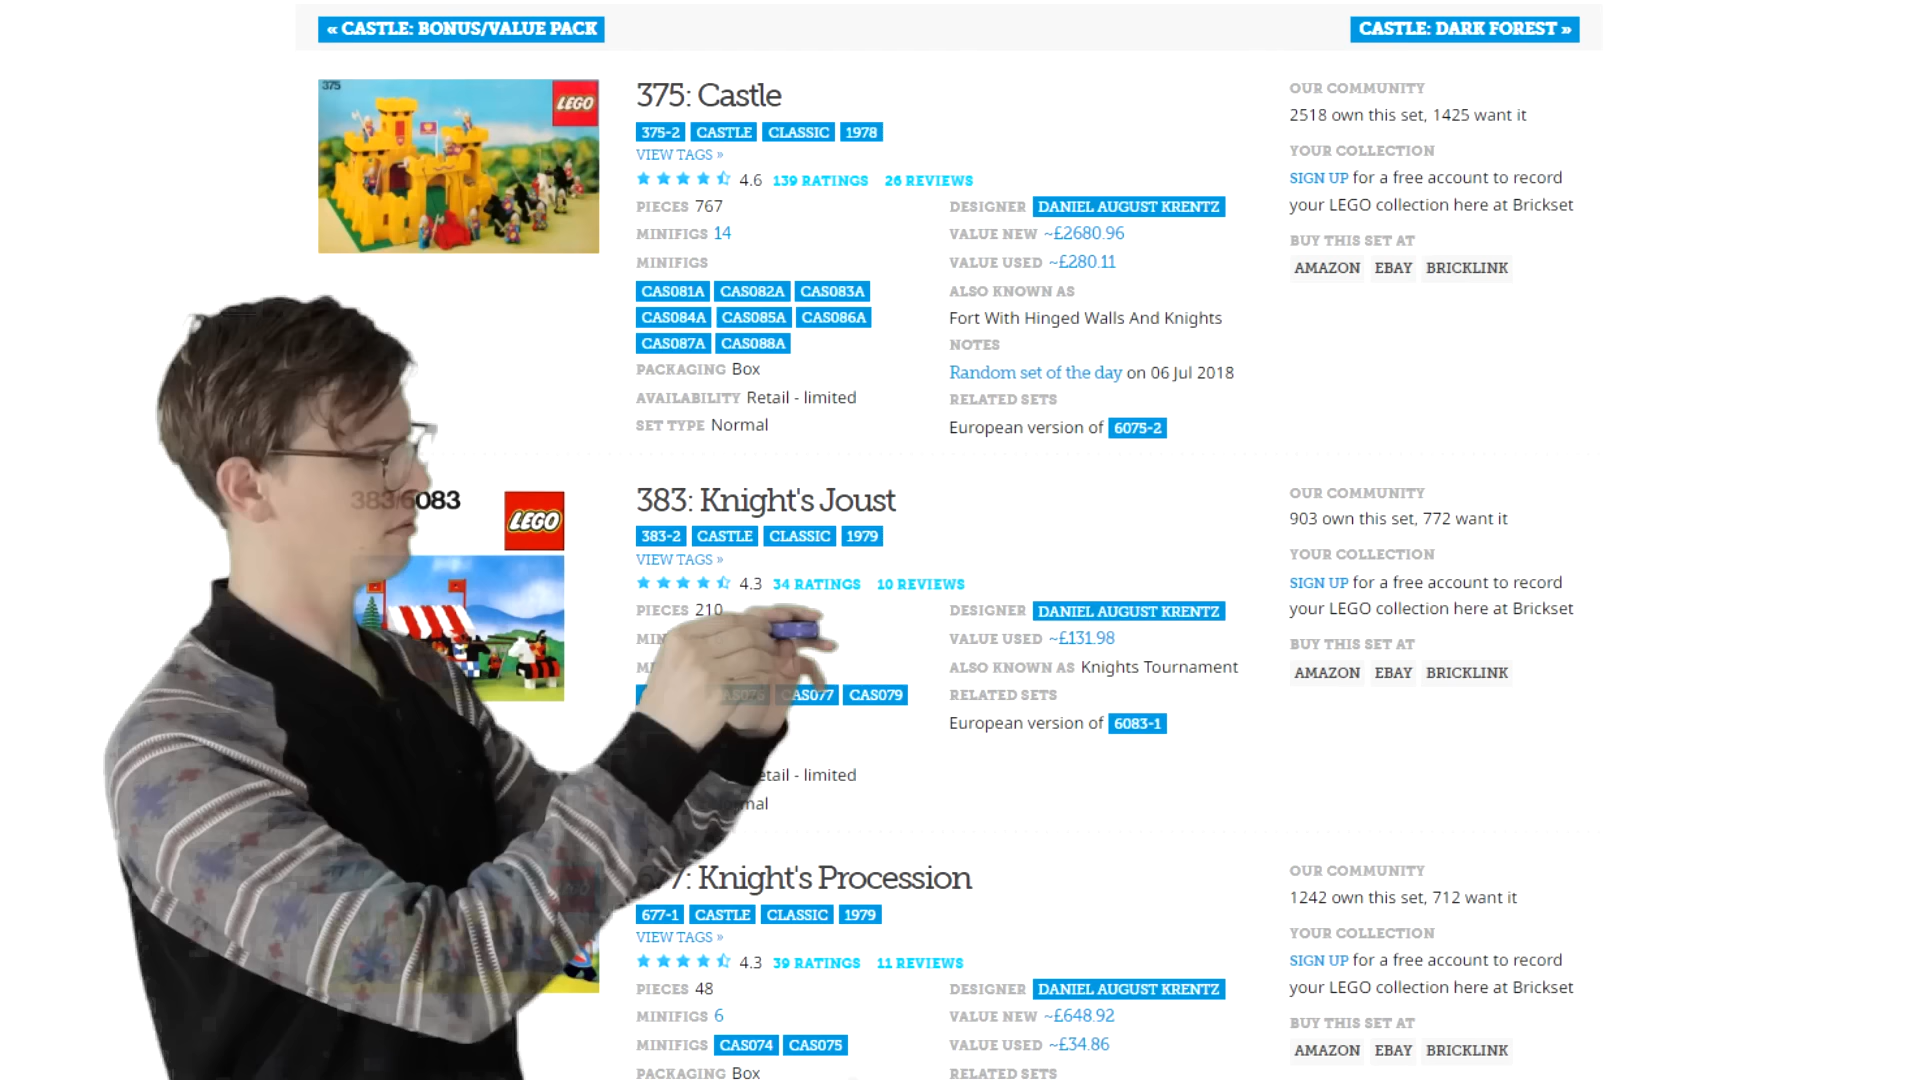 « CASTLE: BONUS/VALUE PACK
CASTLE: DARK FOREST »
375
LEGO
375: Castle
375-2 CASTLE CLASSIC 1978
VIEW TAGS »
4.6 139 RATINGS 26 REVIEWS
PIECES 767
MINIFIGS 14
MINIFIGS
CAS081A CAS082A CAS083A
CAS084A CAS085A CAS086A
CAS087A CAS088A
PACKAGING Box
AVAILABILITY Retail - limited
SET TYPE Normal
DESIGNER DANIEL AUGUST KRENTZ
VALUE NEW ~£2680.96
VALUE USED ~£280.11
ALSO KNOWN AS
Fort With Hinged Walls And Knights
NOTES
Random set of the day on 06 Jul 2018
RELATED SETS
European version of 6075-2
OUR COMMUNITY
2518 own this set, 1425 want it
YOUR COLLECTION
SIGN UP for a free account to record
your LEGO collection here at Brickset
BUY THIS SET AT
AMAZON EBAY BRICKLINK
383/6083
LEGO
383: Knight's Joust
383-2 CASTLE CLASSIC 1979
VIEW TAGS »
4.3 34 RATINGS 10 REVIEWS
PIECES 210
CAS076 CAS077 CAS079
Retail - limited
Normal
DESIGNER DANIEL AUGUST KRENTZ
VALUE USED ~£131.98
ALSO KNOWN AS Knights Tournament
RELATED SETS
European version of 6083-1
OUR COMMUNITY
903 own this set, 772 want it
YOUR COLLECTION
SIGN UP for a free account to record
your LEGO collection here at Brickset
BUY THIS SET AT
AMAZON EBAY BRICKLINK
677: Knight's Procession
677-1 CASTLE CLASSIC 1979
VIEW TAGS »
4.3 39 RATINGS 11 REVIEWS
PIECES 48
MINIFIGS 6
MINIFIGS CAS074 CAS075
PACKAGING Box
DESIGNER DANIEL AUGUST KRENTZ
VALUE NEW ~£648.92
VALUE USED ~£34.86
RELATED SETS
OUR COMMUNITY
1242 own this set, 712 want it
YOUR COLLECTION
SIGN UP for a free account to record
your LEGO collection here at Brickset
BUY THIS SET AT
AMAZON EBAY BRICKLINK